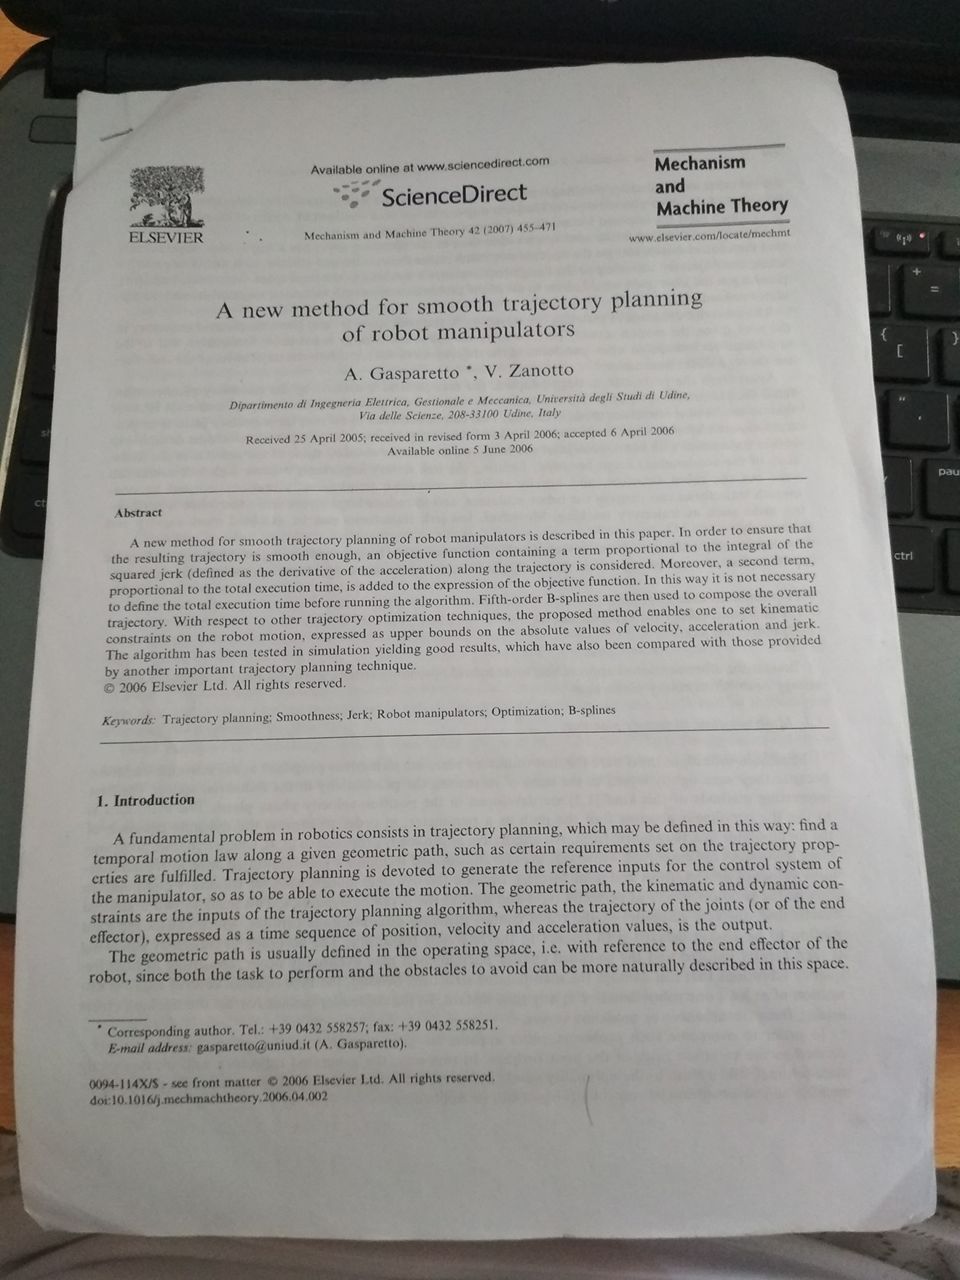 Available online at www.sciencedirect.com
ScienceDirect
Mechanism and Machine Theory 42 (2007) 455–471
ELSEVIER
Mechanism
and
Machine Theory
www.elsevier.com/locate/mechmt
A new method for smooth trajectory planning
of robot manipulators
A. Gasparetto *, V. Zanotto
Dipartimento di Ingegneria Elettrica, Gestionale e Meccanica, Università degli Studi di Udine,
Via delle Scienze, 208-33100 Udine, Italy
Received 25 April 2005; received in revised form 3 April 2006; accepted 6 April 2006
Available online 5 June 2006
Abstract
A new method for smooth trajectory planning of robot manipulators is described in this paper. In order to ensure that
the resulting trajectory is smooth enough, an objective function containing a term proportional to the integral of the
squared jerk (defined as the derivative of the acceleration) along the trajectory is considered. Moreover, a second term,
proportional to the total execution time, is added to the expression of the objective function. In this way it is not necessary
to define the total execution time before running the algorithm. Fifth-order B-splines are then used to compose the overall
trajectory. With respect to other trajectory optimization techniques, the proposed method enables one to set kinematic
constraints on the robot motion, expressed as upper bounds on the absolute values of velocity, acceleration and jerk.
The algorithm has been tested in simulation yielding good results, which have also been compared with those provided
by another important trajectory planning technique.
© 2006 Elsevier Ltd. All rights reserved.
Keywords: Trajectory planning; Smoothness; Jerk; Robot manipulators; Optimization; B-splines
1. Introduction
A fundamental problem in robotics consists in trajectory planning, which may be defined in this way: find a
temporal motion law along a given geometric path, such as certain requirements set on the trajectory prop-
erties are fulfilled. Trajectory planning is devoted to generate the reference inputs for the control system of
the manipulator, so as to be able to execute the motion. The geometric path, the kinematic and dynamic con-
straints are the inputs of the trajectory planning algorithm, whereas the trajectory of the joints (or of the end
effector), expressed as a time sequence of position, velocity and acceleration values, is the output.
The geometric path is usually defined in the operating space, i.e. with reference to the end effector of the
robot, since both the task to perform and the obstacles to avoid can be more naturally described in this space.
* Corresponding author. Tel.: +39 0432 558257; fax: +39 0432 558251.
E-mail address: gasparetto@uniud.it (A. Gasparetto).
0094-114X/$ - see front matter © 2006 Elsevier Ltd. All rights reserved.
doi:10.1016/j.mechmachtheory.2006.04.002
+
=
{
[
}
"
pau
ctrl
sh
ct